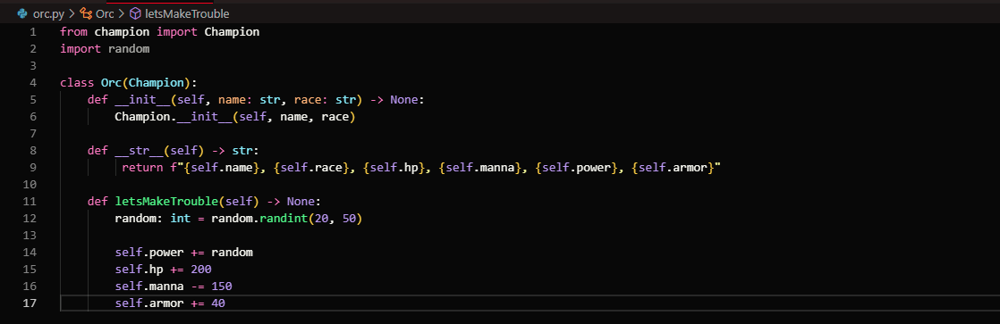 orc.py > Orc > letsMakeTrouble
1 from champion import Champion
2 import random
3
4 class Orc(Champion):
5     def __init__(self, name: str, race: str) -> None:
6         Champion.__init__(self, name, race)
7
8     def __str__(self) -> str:
9          return f"{self.name}, {self.race}, {self.hp}, {self.manna}, {self.power}, {self.armor}"
10
11     def letsMakeTrouble(self) -> None:
12         random: int = random.randint(20, 50)
13
14         self.power += random
15         self.hp += 200
16         self.manna -= 150
17         self.armor += 40